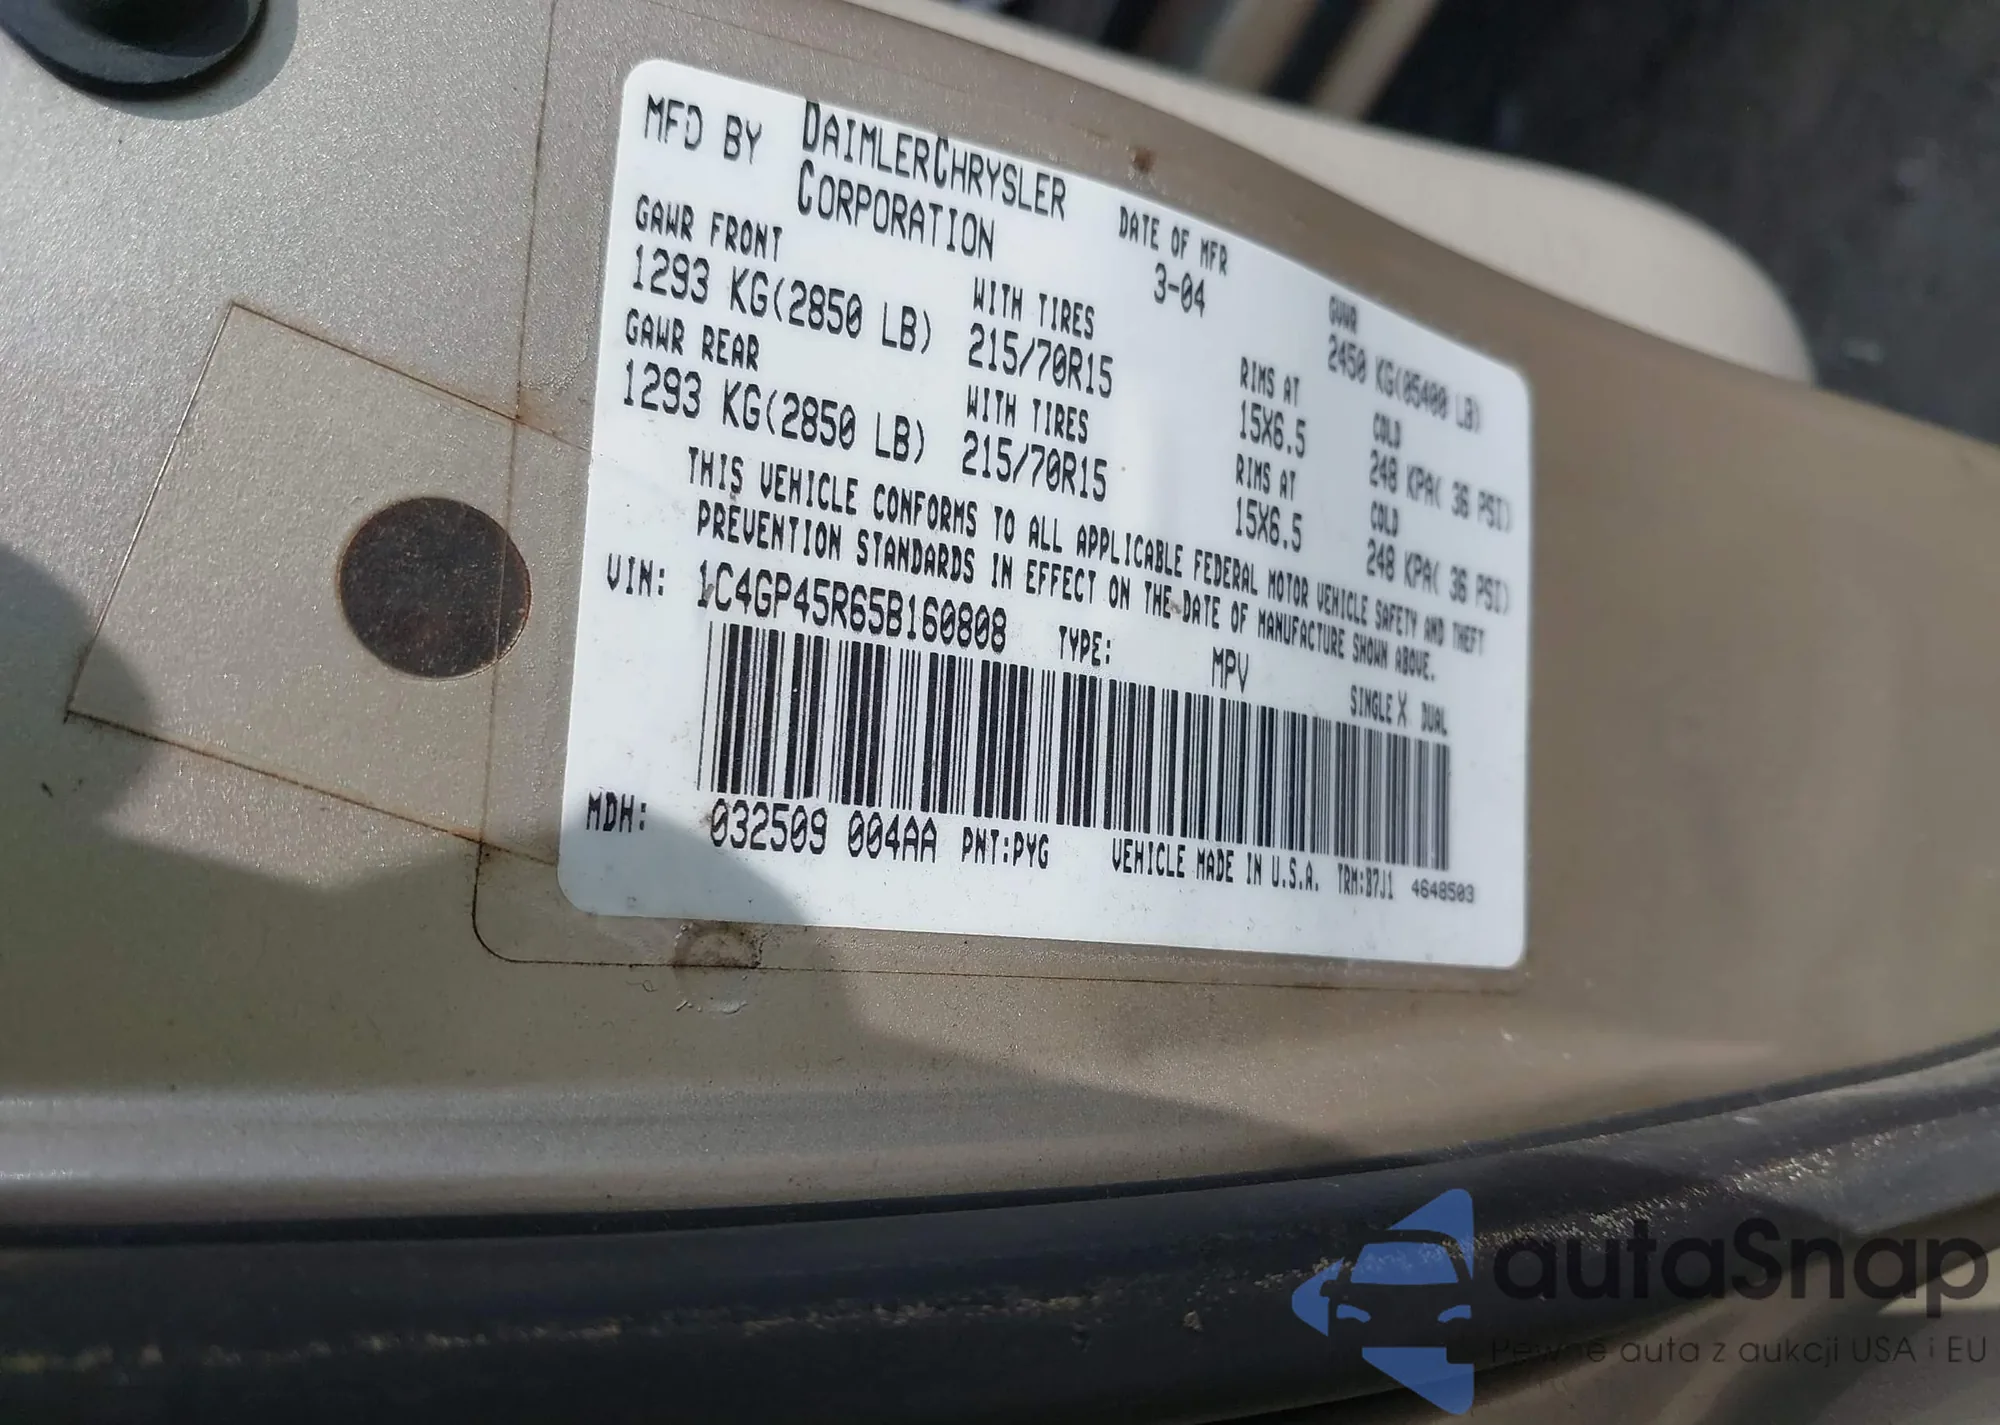 MFD BY DAIMLERCHRYSLER CORPORATION
DATE OF MFR 3-04
GVWR 2450 KG(05400 LB)
GAWR FRONT WITH TIRES RIMS AT COLD
1293 KG(2850 LB) 215/70R15 15X6.5 248 KPA( 36 PSI)
GAWR REAR WITH TIRES RIMS AT COLD
1293 KG(2850 LB) 215/70R15 15X6.5 248 KPA( 36 PSI)
THIS VEHICLE CONFORMS TO ALL APPLICABLE FEDERAL MOTOR VEHICLE SAFETY AND THEFT
PREVENTION STANDARDS IN EFFECT ON THE DATE OF MANUFACTURE SHOWN ABOVE.
VIN: 1C4GP45R65B160808 TYPE: MPV SINGLE X DUAL
MDH: 032509 004AA PNT:PYG VEHICLE MADE IN U.S.A. TRM:B7J1 4648503
autaSnap
Pewne auta z aukcji USA i EU